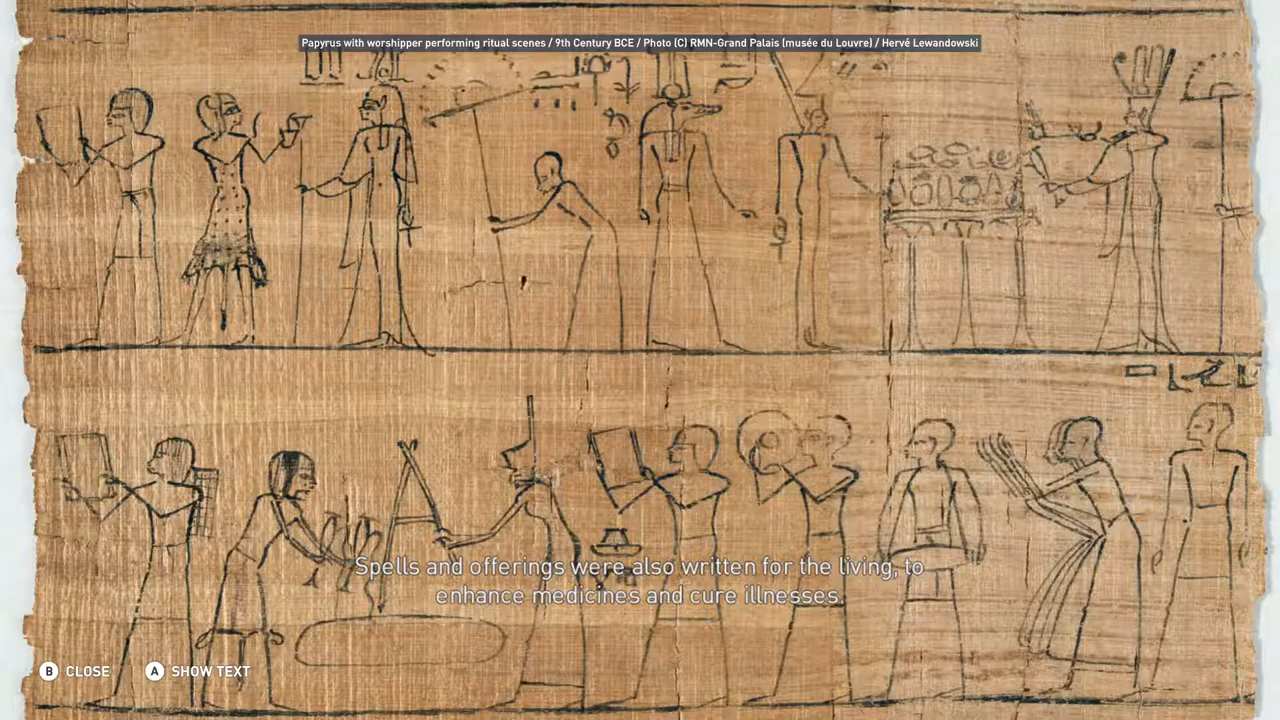 Papyrus with worshipper performing ritual scenes / 9th Century BCE / Photo (C) RMN-Grand Palais (musée du Louvre) / Hervé Lewandowski
Spells and offerings were also written for the living, to
enhance medicines and cure illnesses.
B CLOSE A SHOW TEXT